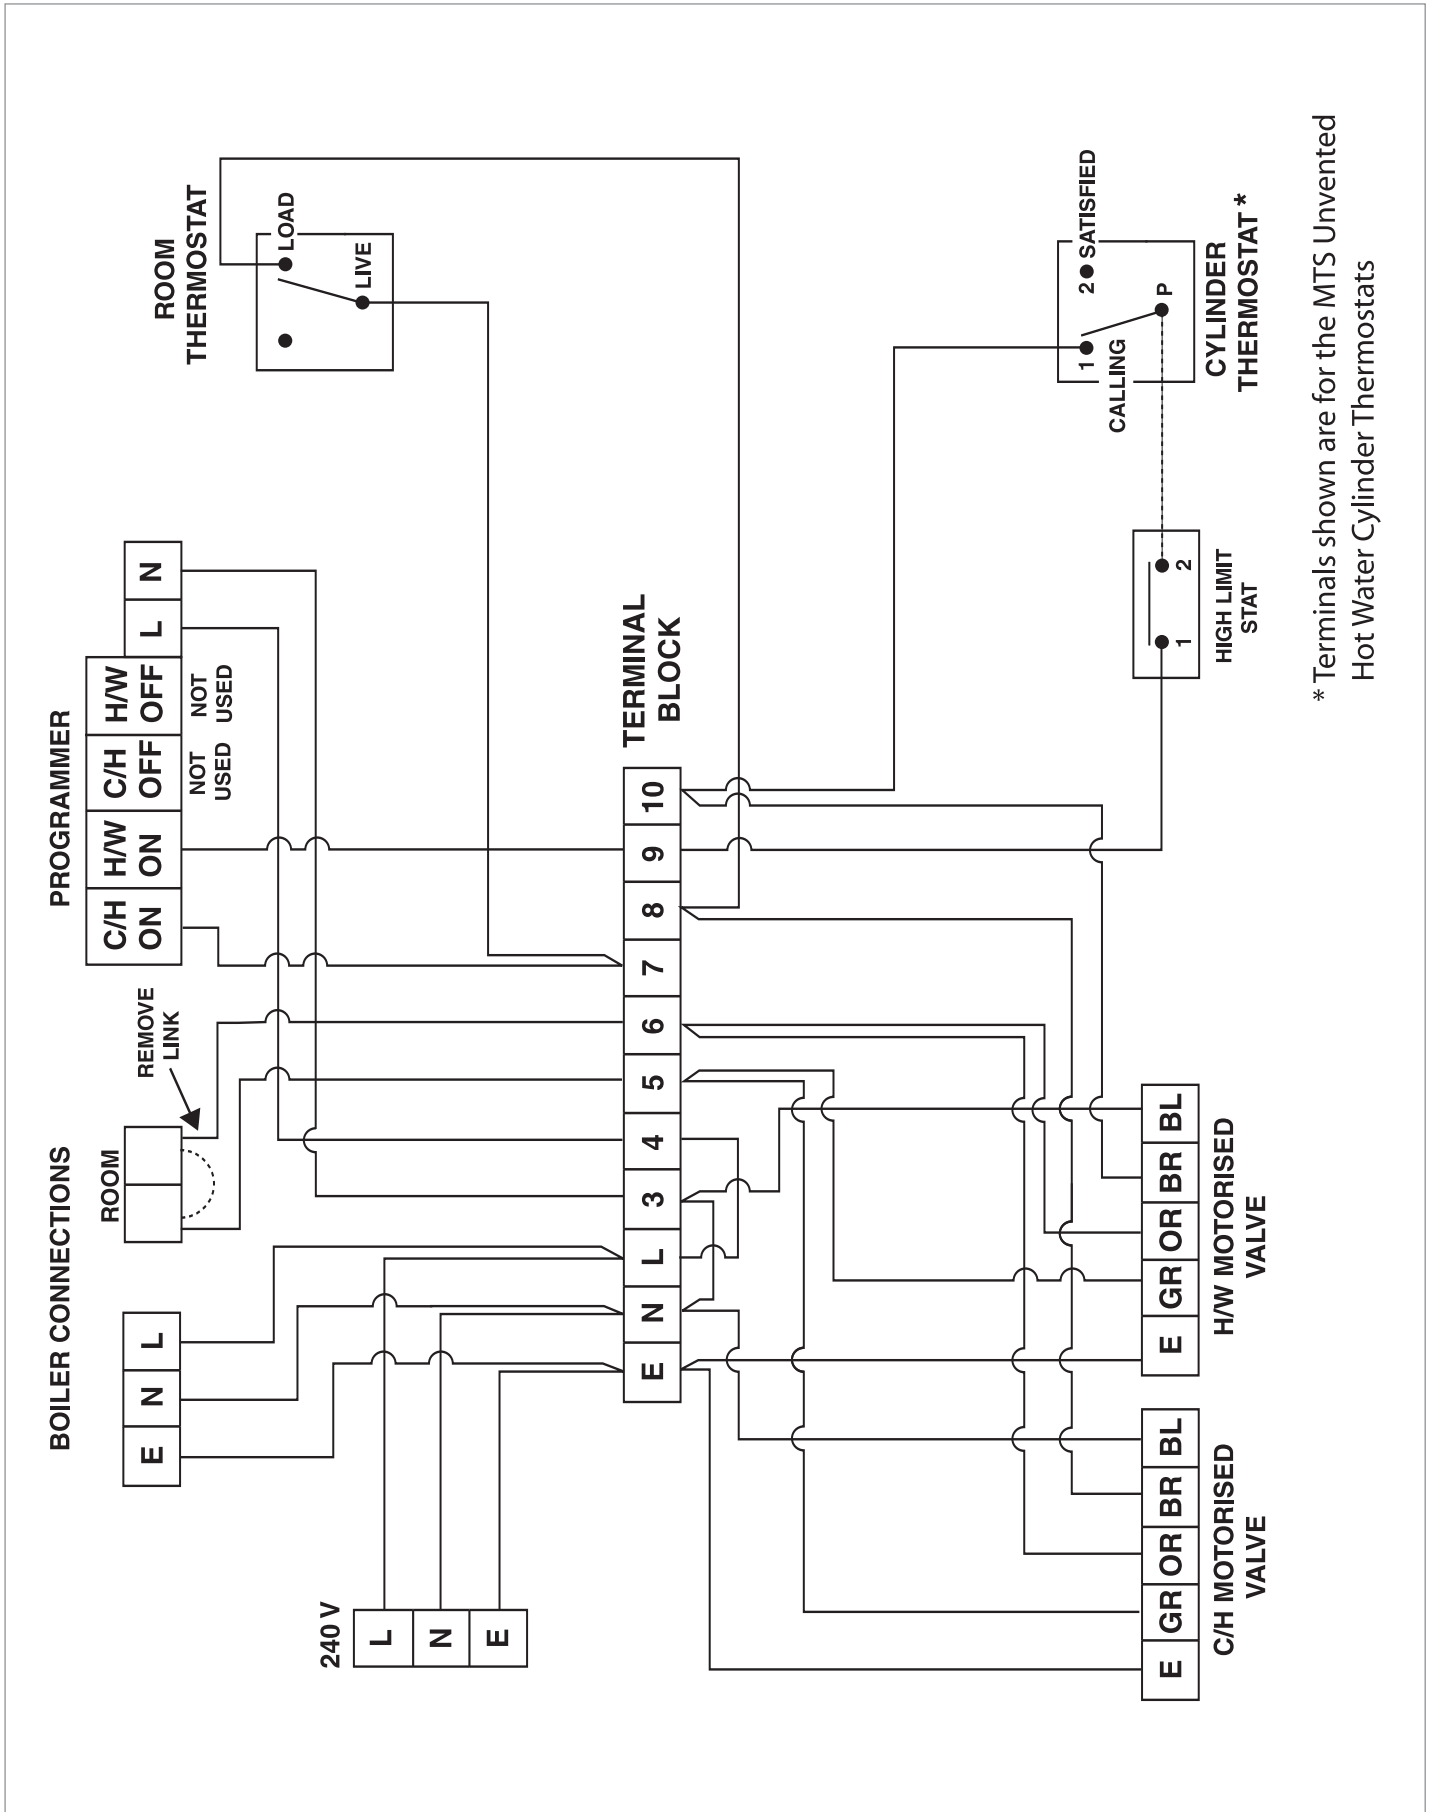 BOILER CONNECTIONS
E
N
L
ROOM
REMOVE
LINK
PROGRAMMER
C/H
ON
H/W
ON
C/H
OFF
H/W
OFF
L
N
NOT
USED
NOT
USED
ROOM
THERMOSTAT
LOAD
LIVE
240 V
L
N
E
TERMINAL
BLOCK
E
N
L
3
4
5
6
7
8
9
10
E
GR
OR
BR
BL
C/H MOTORISED
VALVE
E
GR
OR
BR
BL
H/W MOTORISED
VALVE
1
2
HIGH LIMIT
STAT
1
CALLING
2
SATISFIED
P
CYLINDER
THERMOSTAT *
* Terminals shown are for the MTS Unvented
Hot Water Cylinder Thermostats